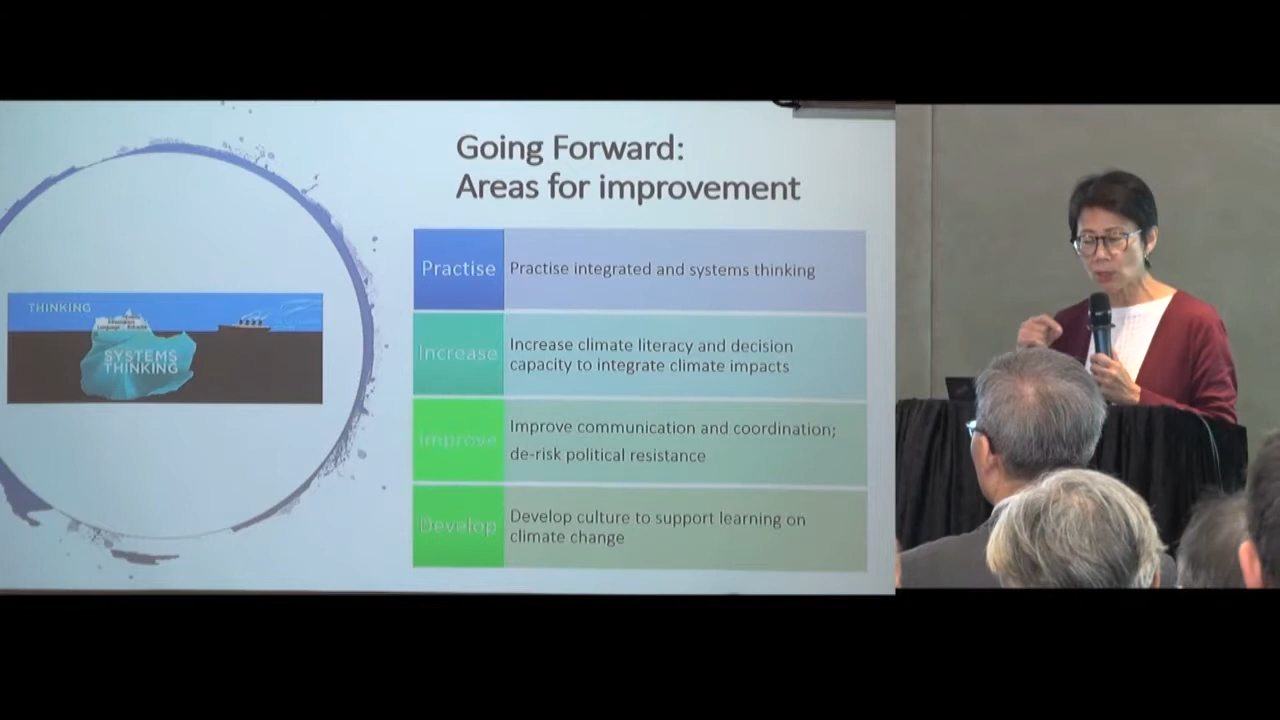 Going Forward:
Areas for improvement
Practise
Practise integrated and systems thinking
Increase
Increase climate literacy and decision
capacity to integrate climate impacts
Improve
Improve communication and coordination;
de-risk political resistance
Develop
Develop culture to support learning on
climate change
THINKING
SYSTEMS
THINKING